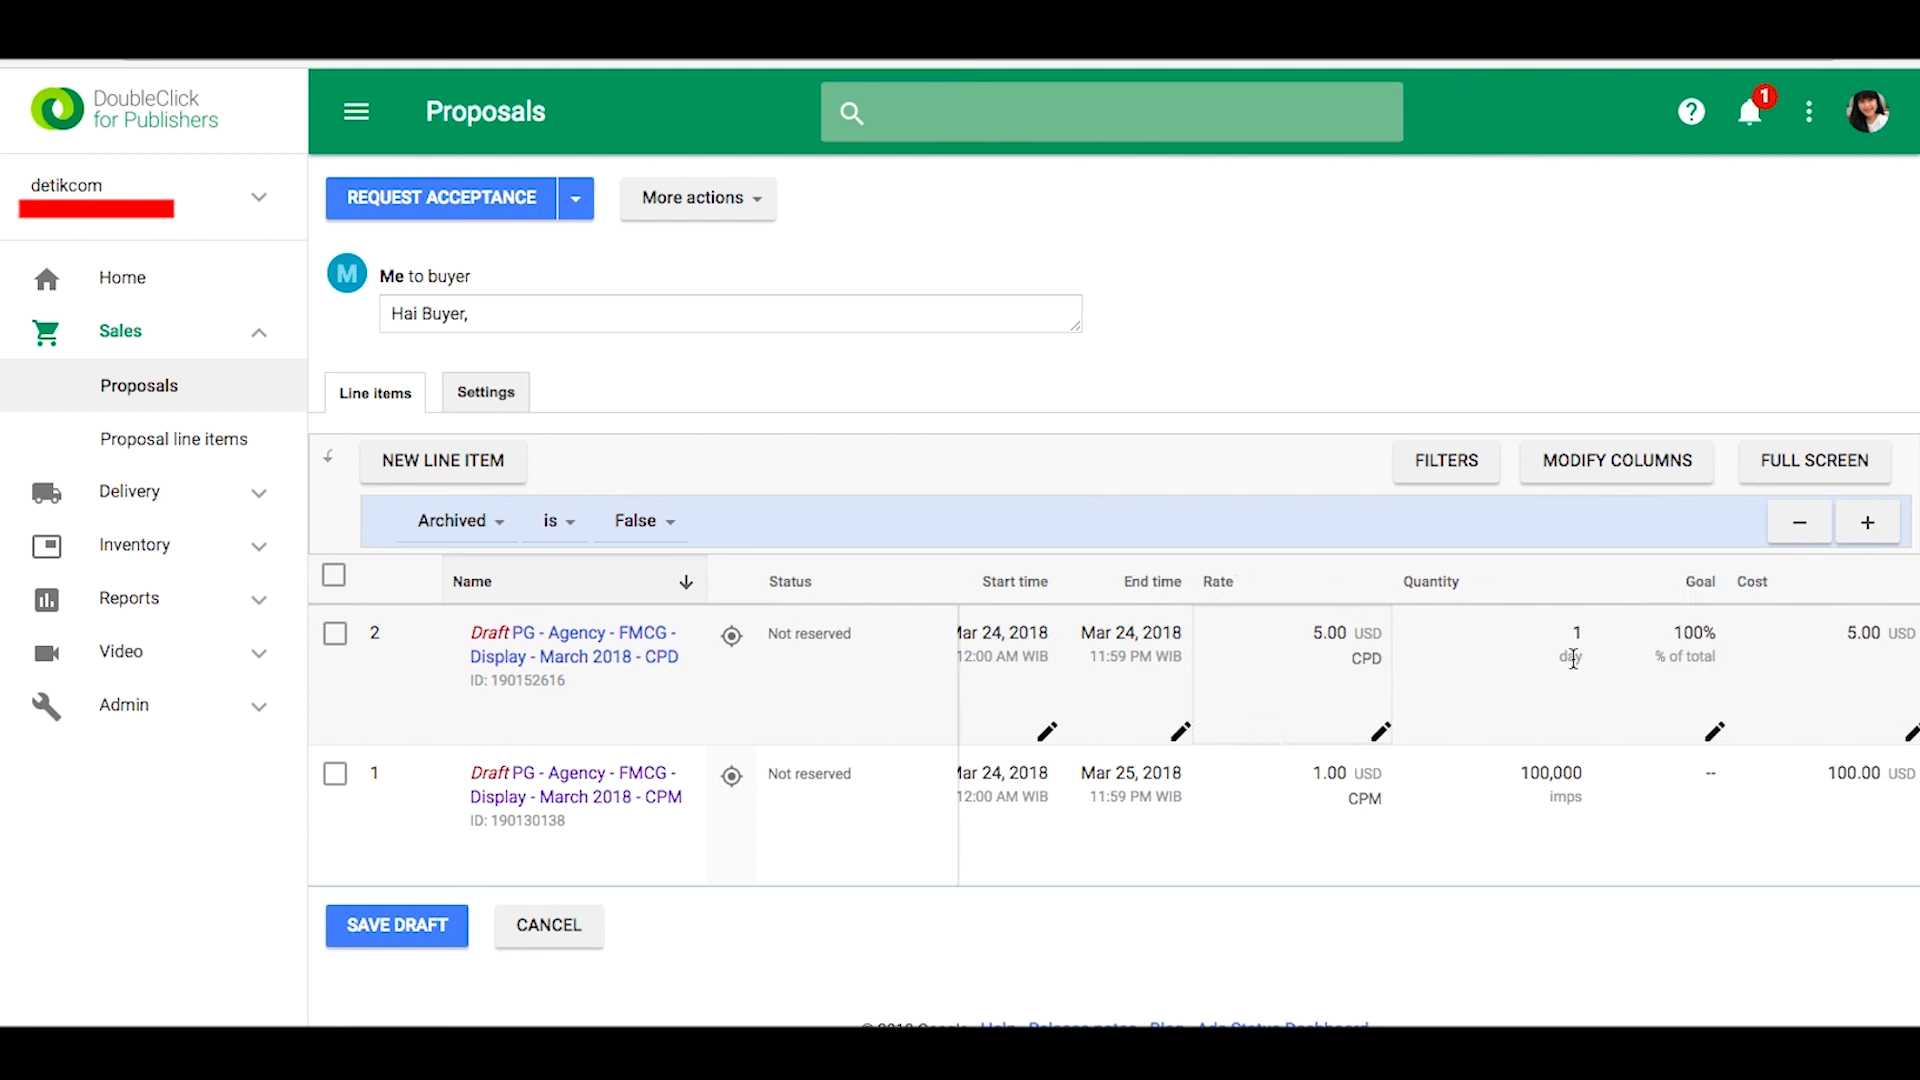 DoubleClick
for Publishers
Proposals
1
detikcom
REQUEST ACCEPTANCE
More actions
M
Me to buyer
Hai Buyer,
Home
Sales
Proposals
Proposal line items
Delivery
Inventory
Reports
Video
Admin
Line items
Settings
NEW LINE ITEM
FILTERS
MODIFY COLUMNS
FULL SCREEN
Archived is False
Name Status Start time End time Rate Quantity Goal Cost
2 Draft PG - Agency - FMCG - Not reserved Mar 24, 2018 Mar 24, 2018 5.00 USD 1 100% 5.00 USD
Display - March 2018 - CPD 12:00 AM WIB 11:59 PM WIB CPD day % of total
ID: 190152616
1 Draft PG - Agency - FMCG - Not reserved Mar 24, 2018 Mar 25, 2018 1.00 USD 100,000 -- 100.00 USD
Display - March 2018 - CPM 12:00 AM WIB 11:59 PM WIB CPM imps
ID: 190130138
SAVE DRAFT
CANCEL